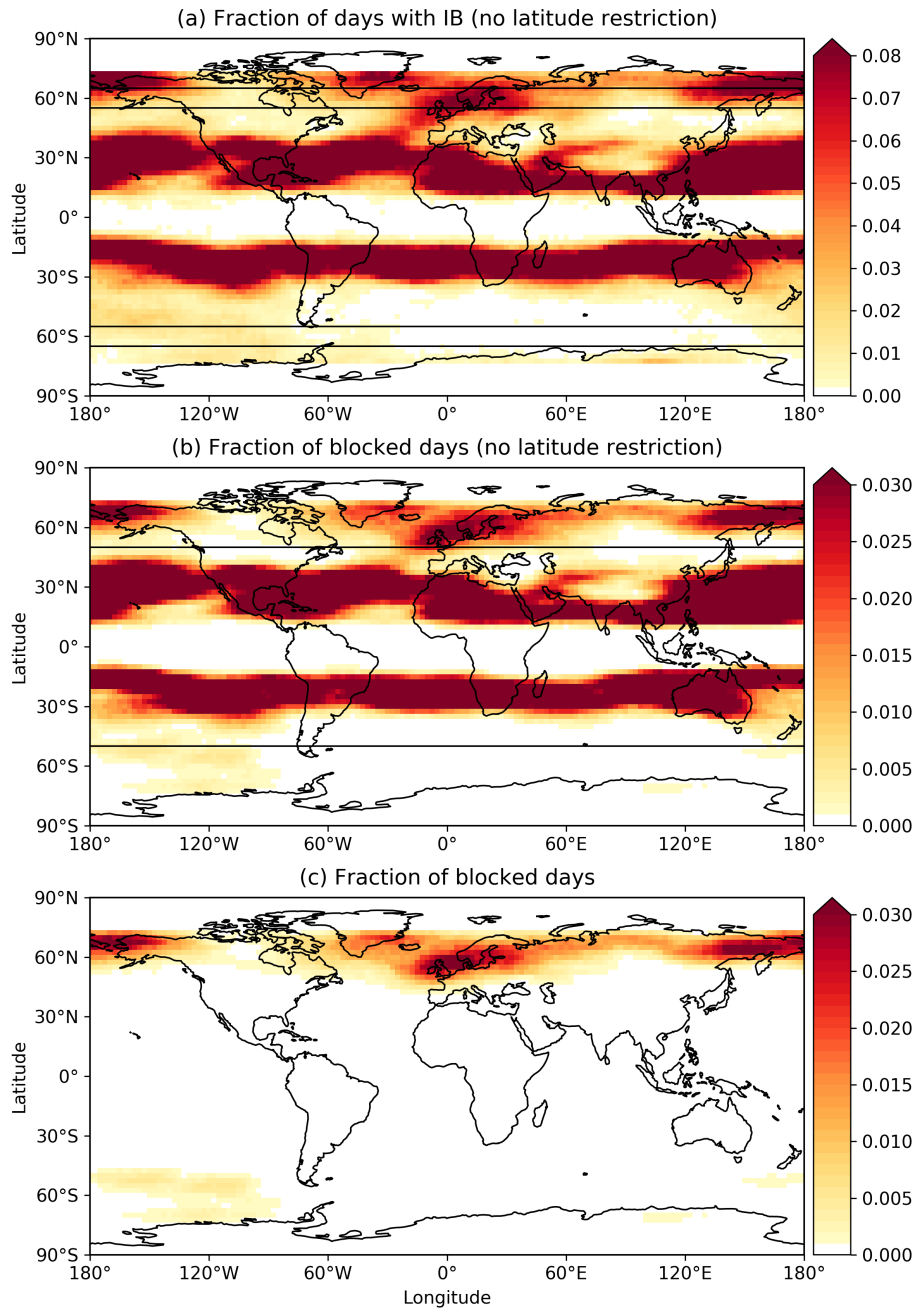 (a) Fraction of days with IB (no latitude restriction)
90°N
60°N
30°N
0°
30°S
60°S
90°S
Latitude
180°
120°W
60°W
0°
60°E
120°E
180°
0.08
0.07
0.06
0.05
0.04
0.03
0.02
0.01
0.00
(b) Fraction of blocked days (no latitude restriction)
90°N
60°N
30°N
0°
30°S
60°S
90°S
Latitude
180°
120°W
60°W
0°
60°E
120°E
180°
0.030
0.025
0.020
0.015
0.010
0.005
0.000
(c) Fraction of blocked days
90°N
60°N
30°N
0°
30°S
60°S
90°S
Latitude
180°
120°W
60°W
0°
60°E
120°E
180°
Longitude
0.030
0.025
0.020
0.015
0.010
0.005
0.000